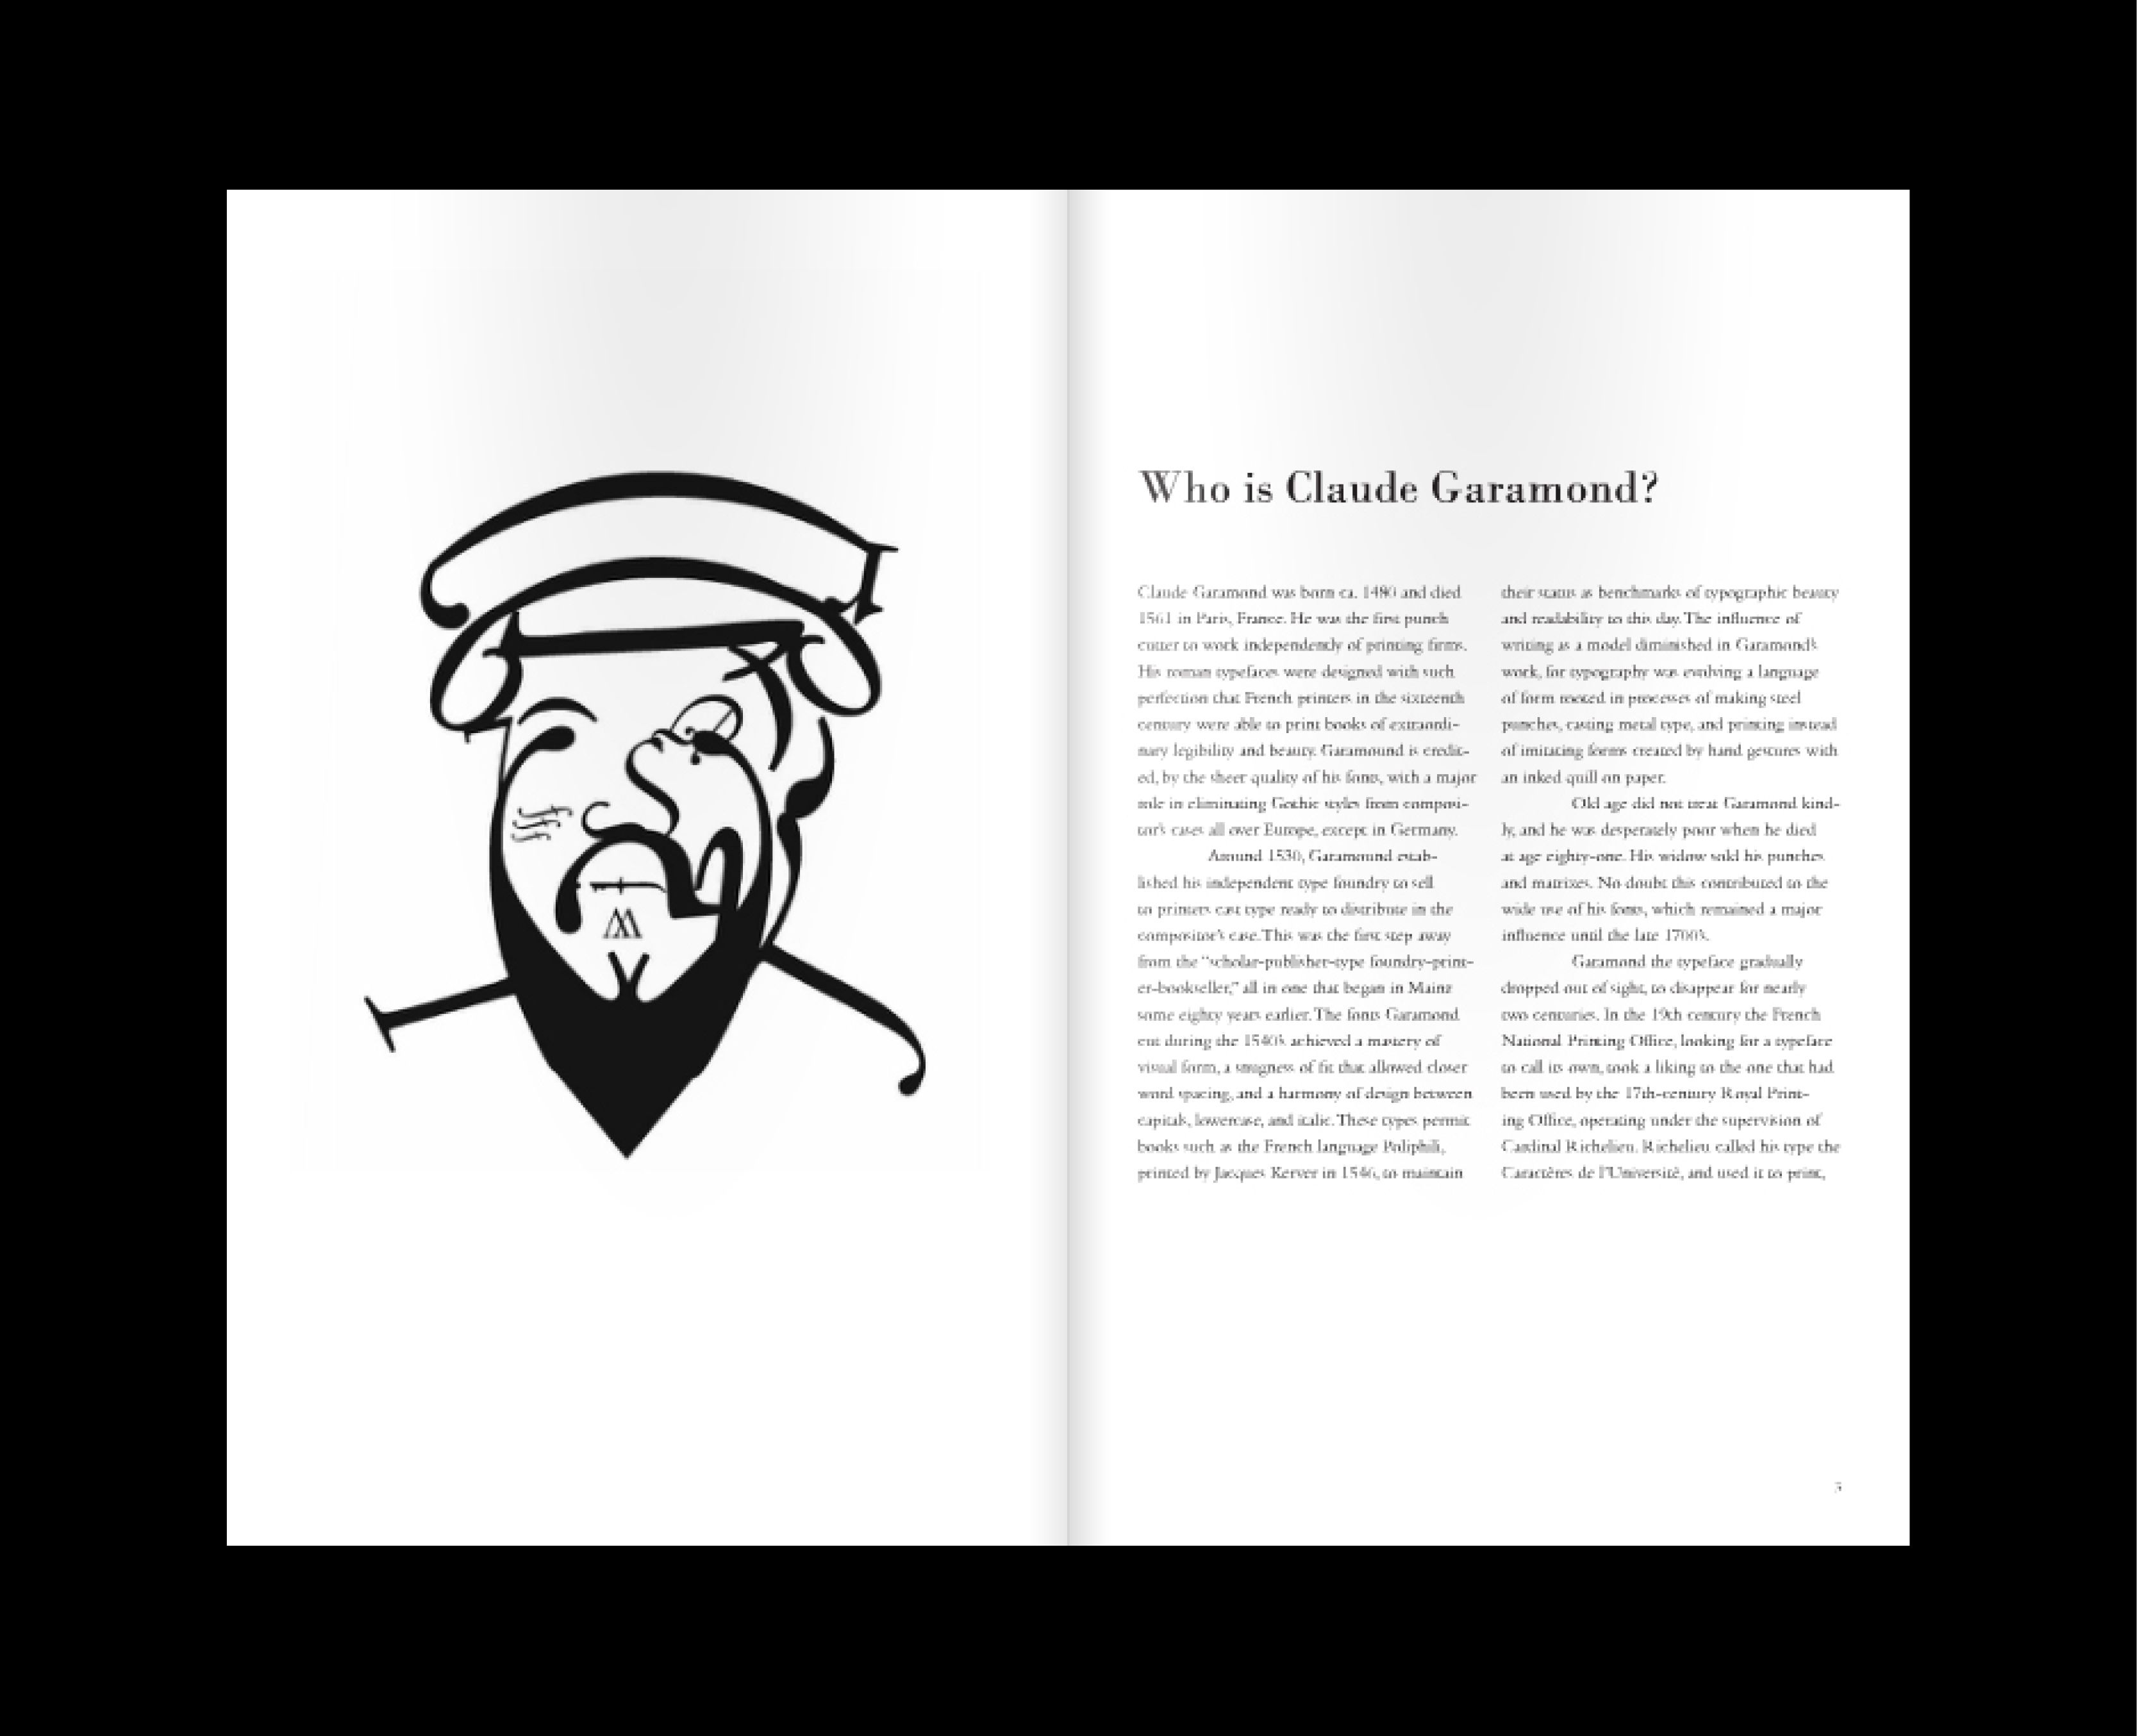 Who is Claude Garamond?
Claude Garamond was born ca. 1480 and died
1561 in Paris, France. He was the first punch
cutter to work independently of printing firms.
His roman typefaces were designed with such
perfection that French printers in the sixteenth
century were able to print books of extraordi-
nary legibility and beauty. Garamound is credit-
ed, by the sheer quality of his fonts, with a major
role in eliminating Gothic styles from composi-
tor's cases all over Europe, except in Germany.
Around 1530, Garamound estab-
lished his independent type foundry to sell
to printers cast type ready to distribute in the
compositor's case. This was the first step away
from the "scholar-publisher-type foundry-print-
er-bookseller," all in one that began in Mainz
some eighty years earlier. The fonts Garamond
cut during the 1540's achieved a mastery of
visual form, a snugness of fit that allowed closer
word spacing, and a harmony of design between
capitals, lowercase, and italic. These types permit
books such as the French language Poliphili,
printed by Jacques Kerver in 1546, to maintain
their status as benchmarks of typographic beauty
and readability to this day. The influence of
writing as a model diminished in Garamond's
work, for typography was evolving a language
of form rooted in processes of making steel
punches, casting metal type, and printing instead
of imitating forms created by hand gestures with
an inked quill on paper.
Old age did not treat Garamond kind-
ly, and he was desperately poor when he died
at age eighty-one. His widow sold his punches
and matrixes. No doubt this contributed to the
wide use of his fonts, which remained a major
influence until the late 1700's.
Garamond the typeface gradually
dropped out of sight, to disappear for nearly
two centuries. In the 19th century the French
National Printing Office, looking for a typeface
to call its own, took a liking to the one that had
been used by the 17th-century Royal Print-
ing Office, operating under the supervision of
Cardinal Richelieu. Richelieu called his type the
Caractères de l'Université, and used it to print,